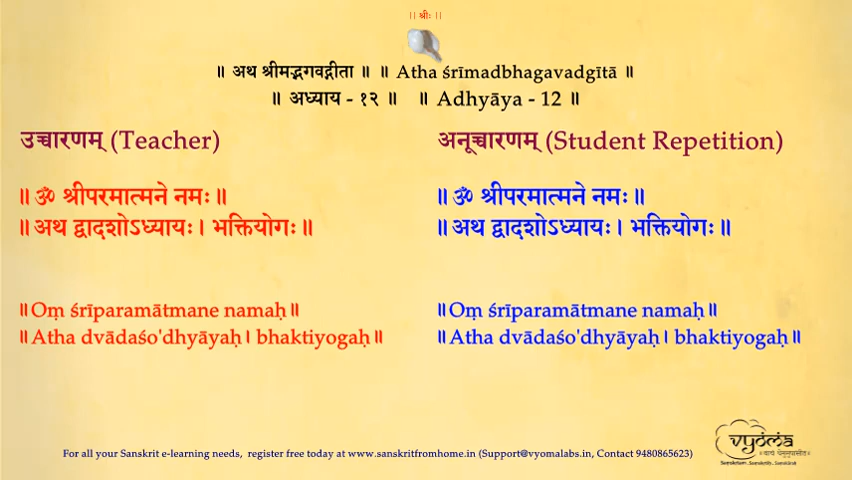 ॥ श्रीः ॥
॥ अथ श्रीमद्भगवद्गीता ॥ ॥ Atha śrīmadbhagavadgītā ॥
॥ अध्याय - १२ ॥ ॥ Adhyāya - 12 ॥
उच्चारणम् (Teacher)
॥ ॐ श्रीपरमात्मने नमः ॥
॥ अथ द्वादशोऽध्यायः । भक्तियोगः ॥
॥ Oṃ śrīparamātmane namaḥ ॥
॥ Atha dvādaśo'dhyāyaḥ । bhaktiyogaḥ ॥
अनूच्चारणम् (Student Repetition)
॥ ॐ श्रीपरमात्मने नमः ॥
॥ अथ द्वादशोऽध्यायः । भक्तियोगः ॥
॥ Oṃ śrīparamātmane namaḥ ॥
॥ Atha dvādaśo'dhyāyaḥ । bhaktiyogaḥ ॥
vyoma
For all your Sanskrit e-learning needs, register free today at www.sanskritfromhome.in (Support@vyomalabs.in, Contact 9480865623)